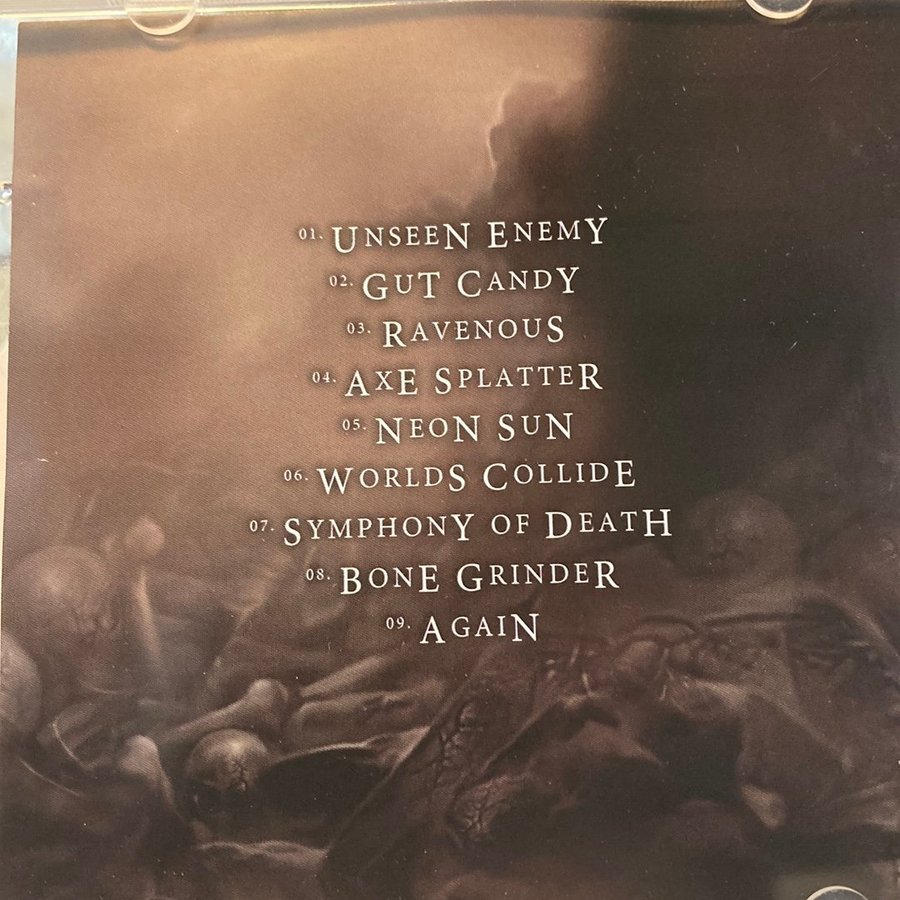 01. Unseen Enemy
02. Gut Candy
03. Ravenous
04. Axe Splatter
05. Neon Sun
06. Worlds Collide
07. Symphony of Death
08. Bone Grinder
09. Again